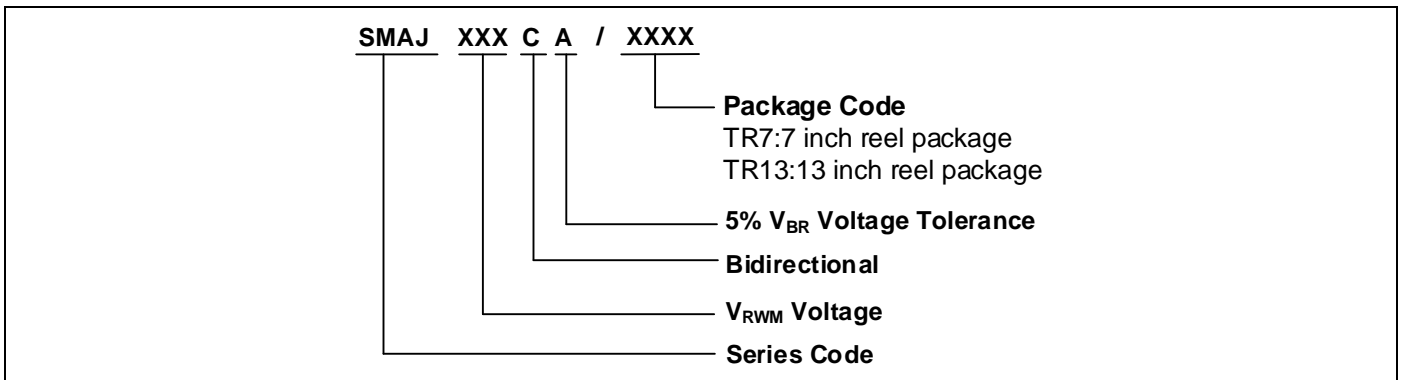 SMAJ XXX C A / XXXX
Package Code
TR7:7 inch reel package
TR13:13 inch reel package
5% VBR Voltage Tolerance
Bidirectional
VRWM Voltage
Series Code